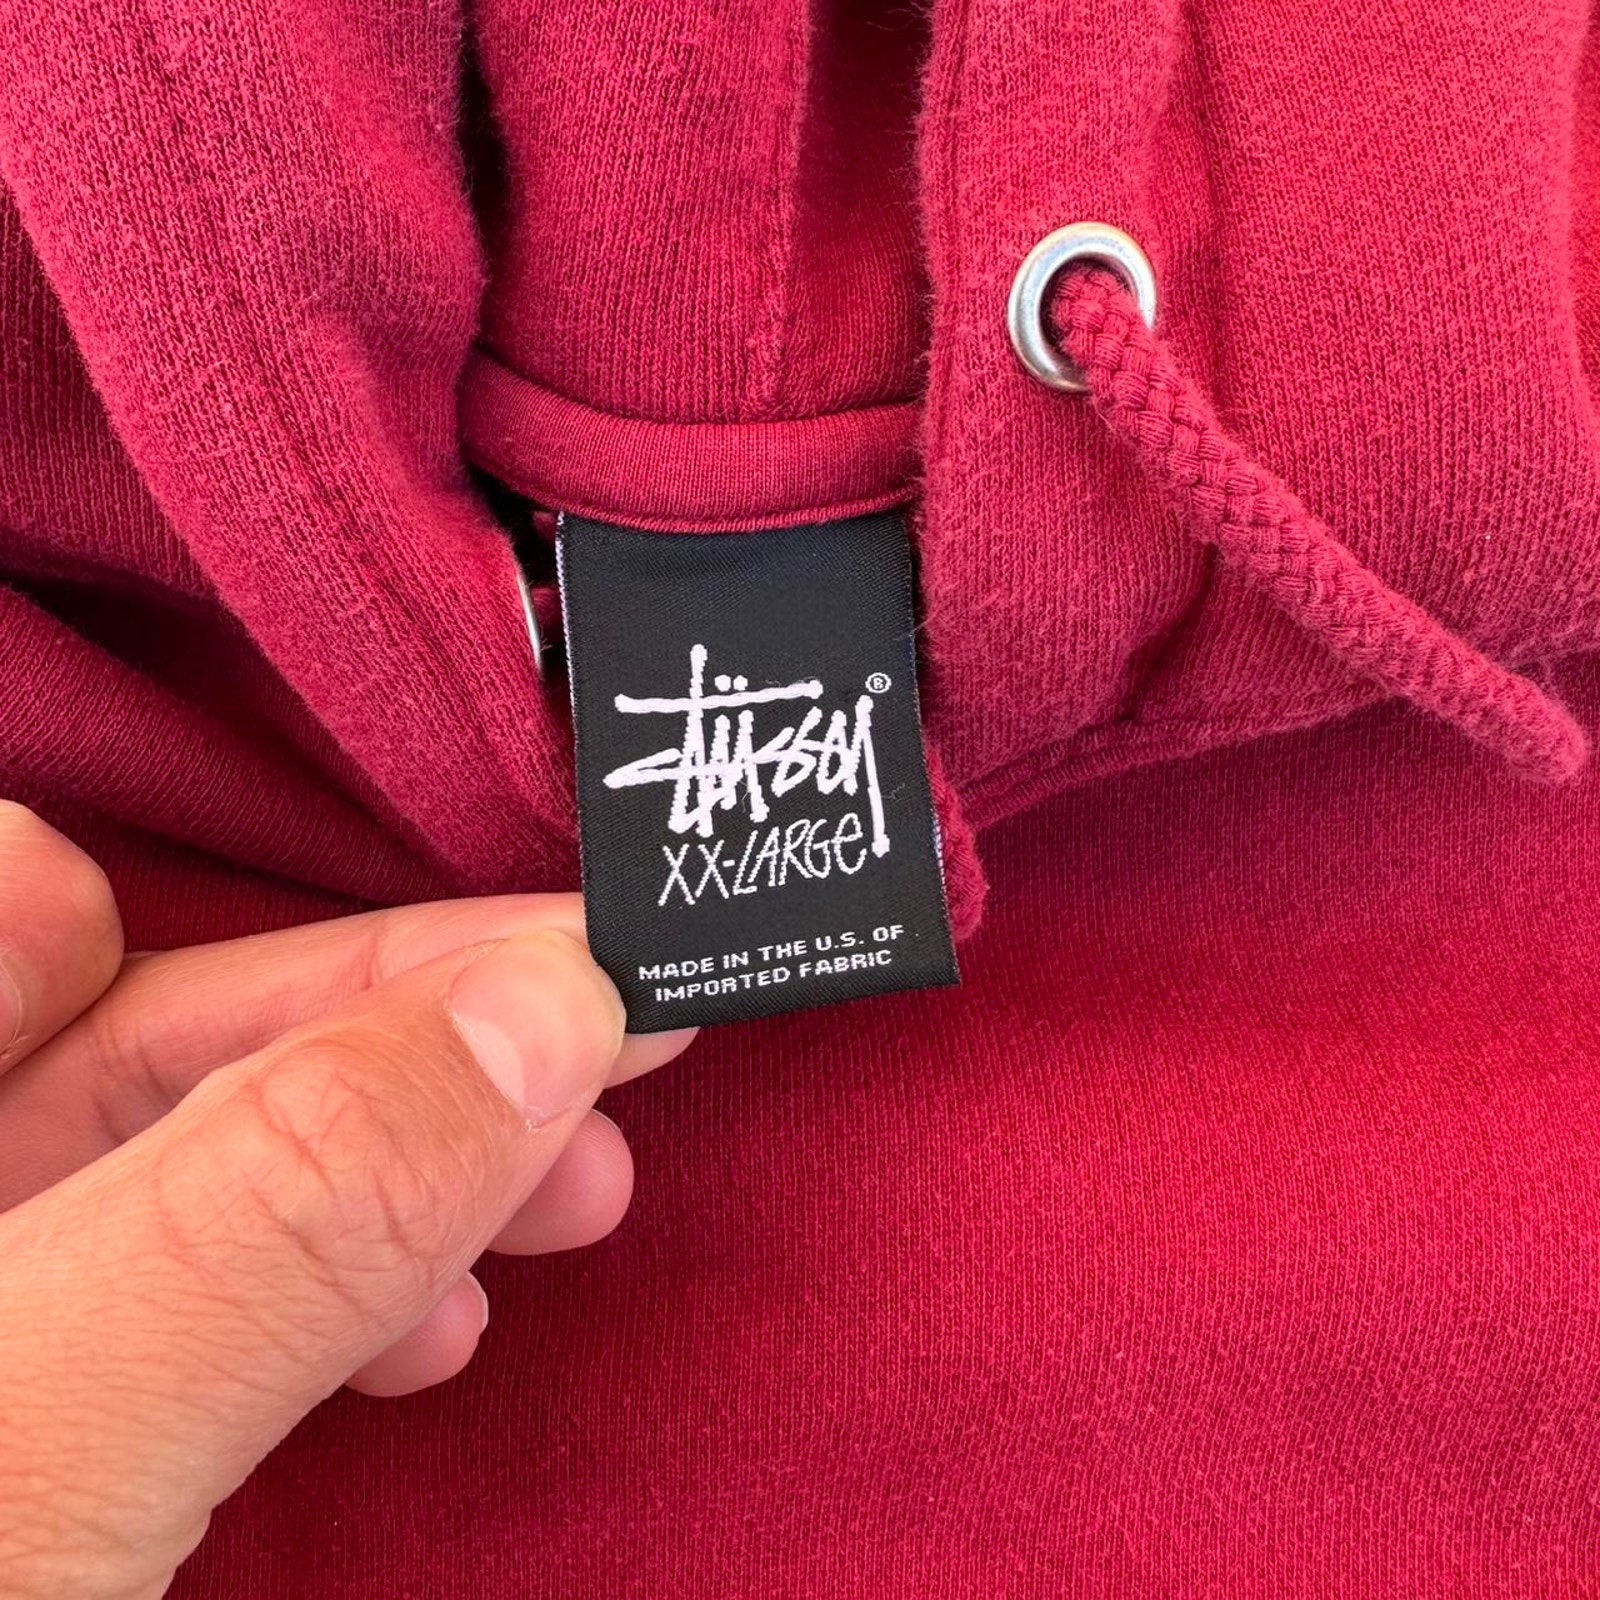 Stüssy ®
XX-LARGE
MADE IN THE U.S. OF
IMPORTED FABRIC